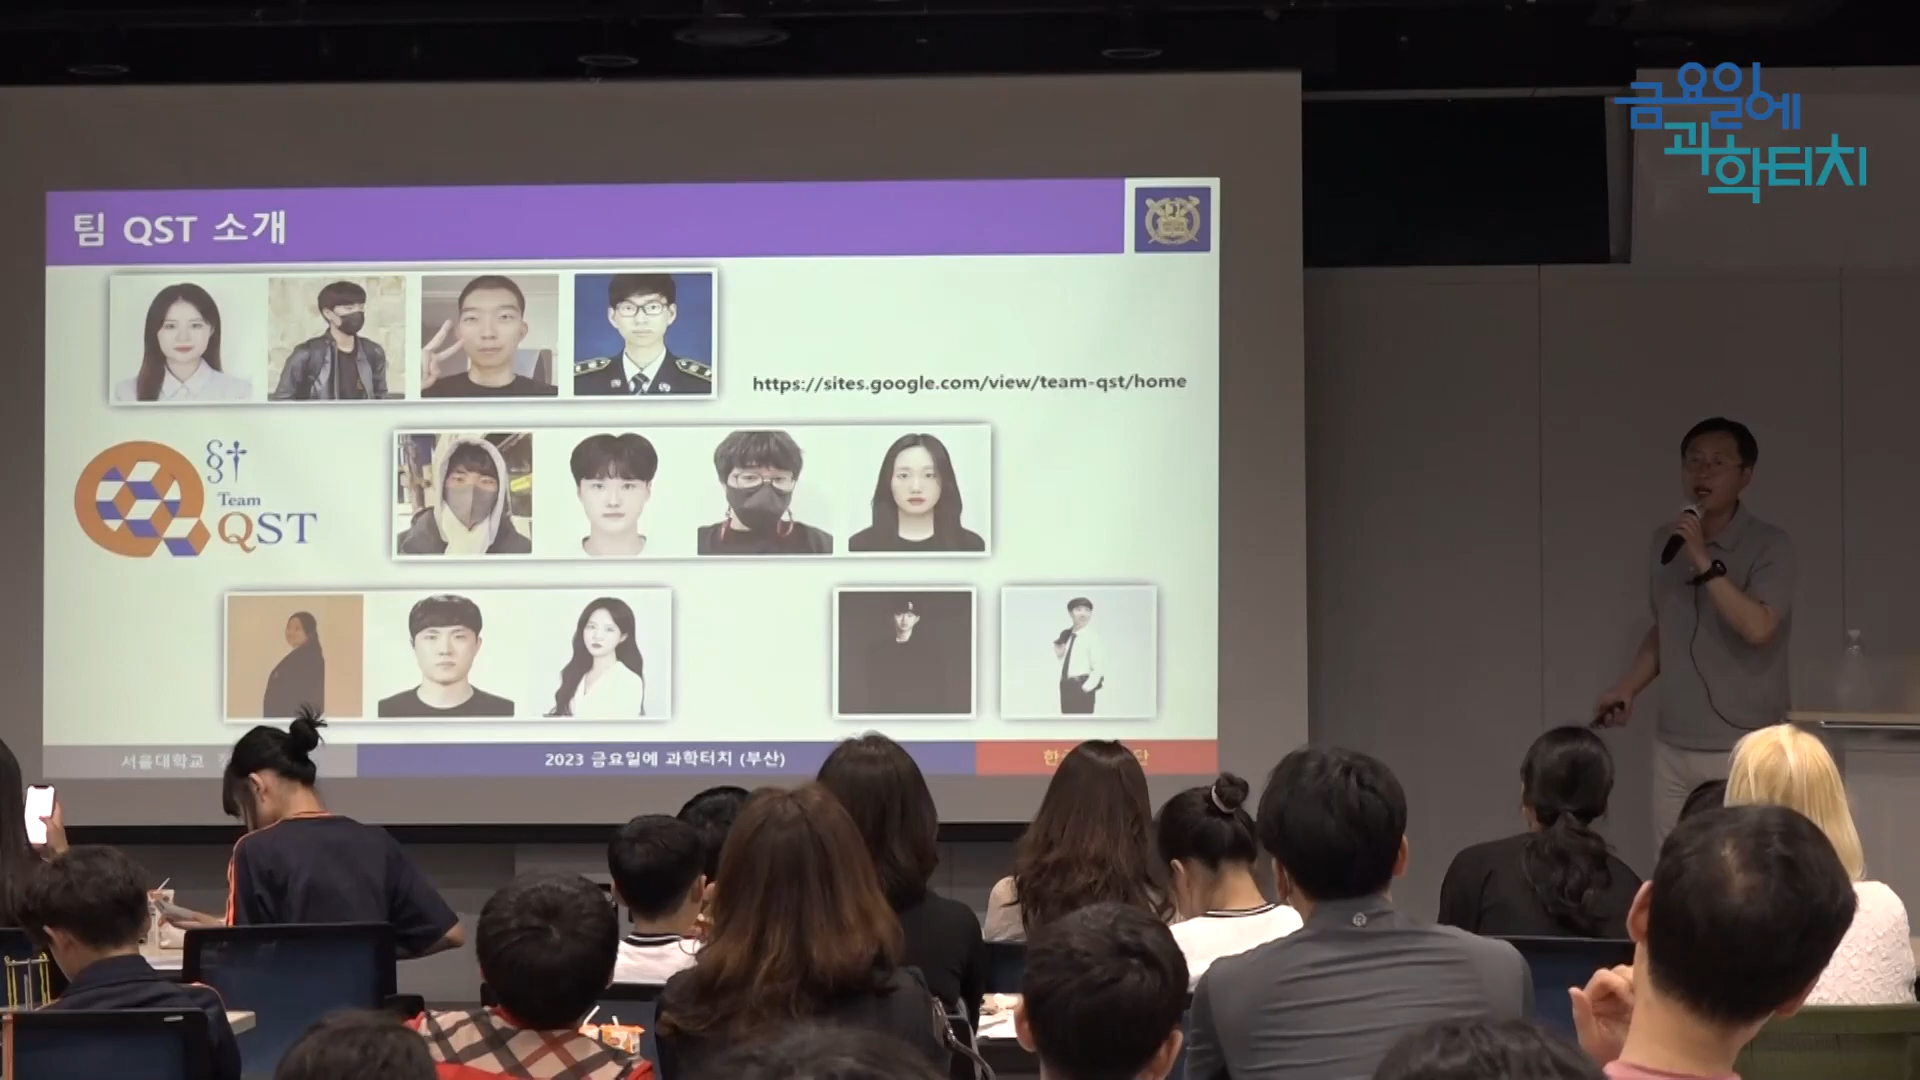 금요일에
과학터치
팀 QST 소개
https://sites.google.com/view/team-qst/home
§†
Team
QST
서울대학교
2023 금요일에 과학터치 (부산)